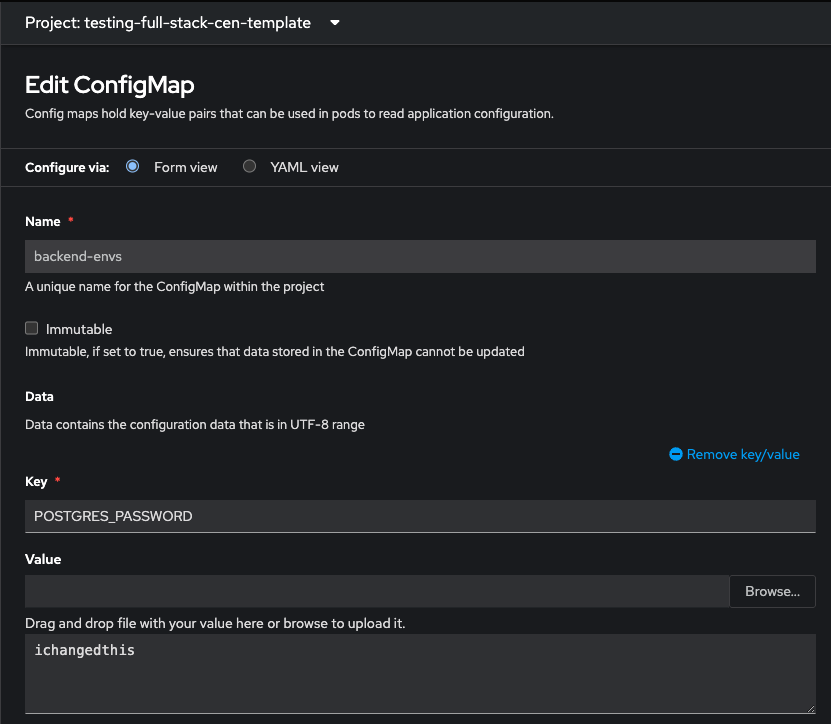 Project: testing-full-stack-cen-template
Edit ConfigMap
Config maps hold key-value pairs that can be used in pods to read application configuration.
Configure via: Form view YAML view
Name *
backend-envs
A unique name for the ConfigMap within the project
Immutable
Immutable, if set to true, ensures that data stored in the ConfigMap cannot be updated
Data
Data contains the configuration data that is in UTF-8 range
Remove key/value
Key *
POSTGRES_PASSWORD
Value
Browse...
Drag and drop file with your value here or browse to upload it.
ichangedthis